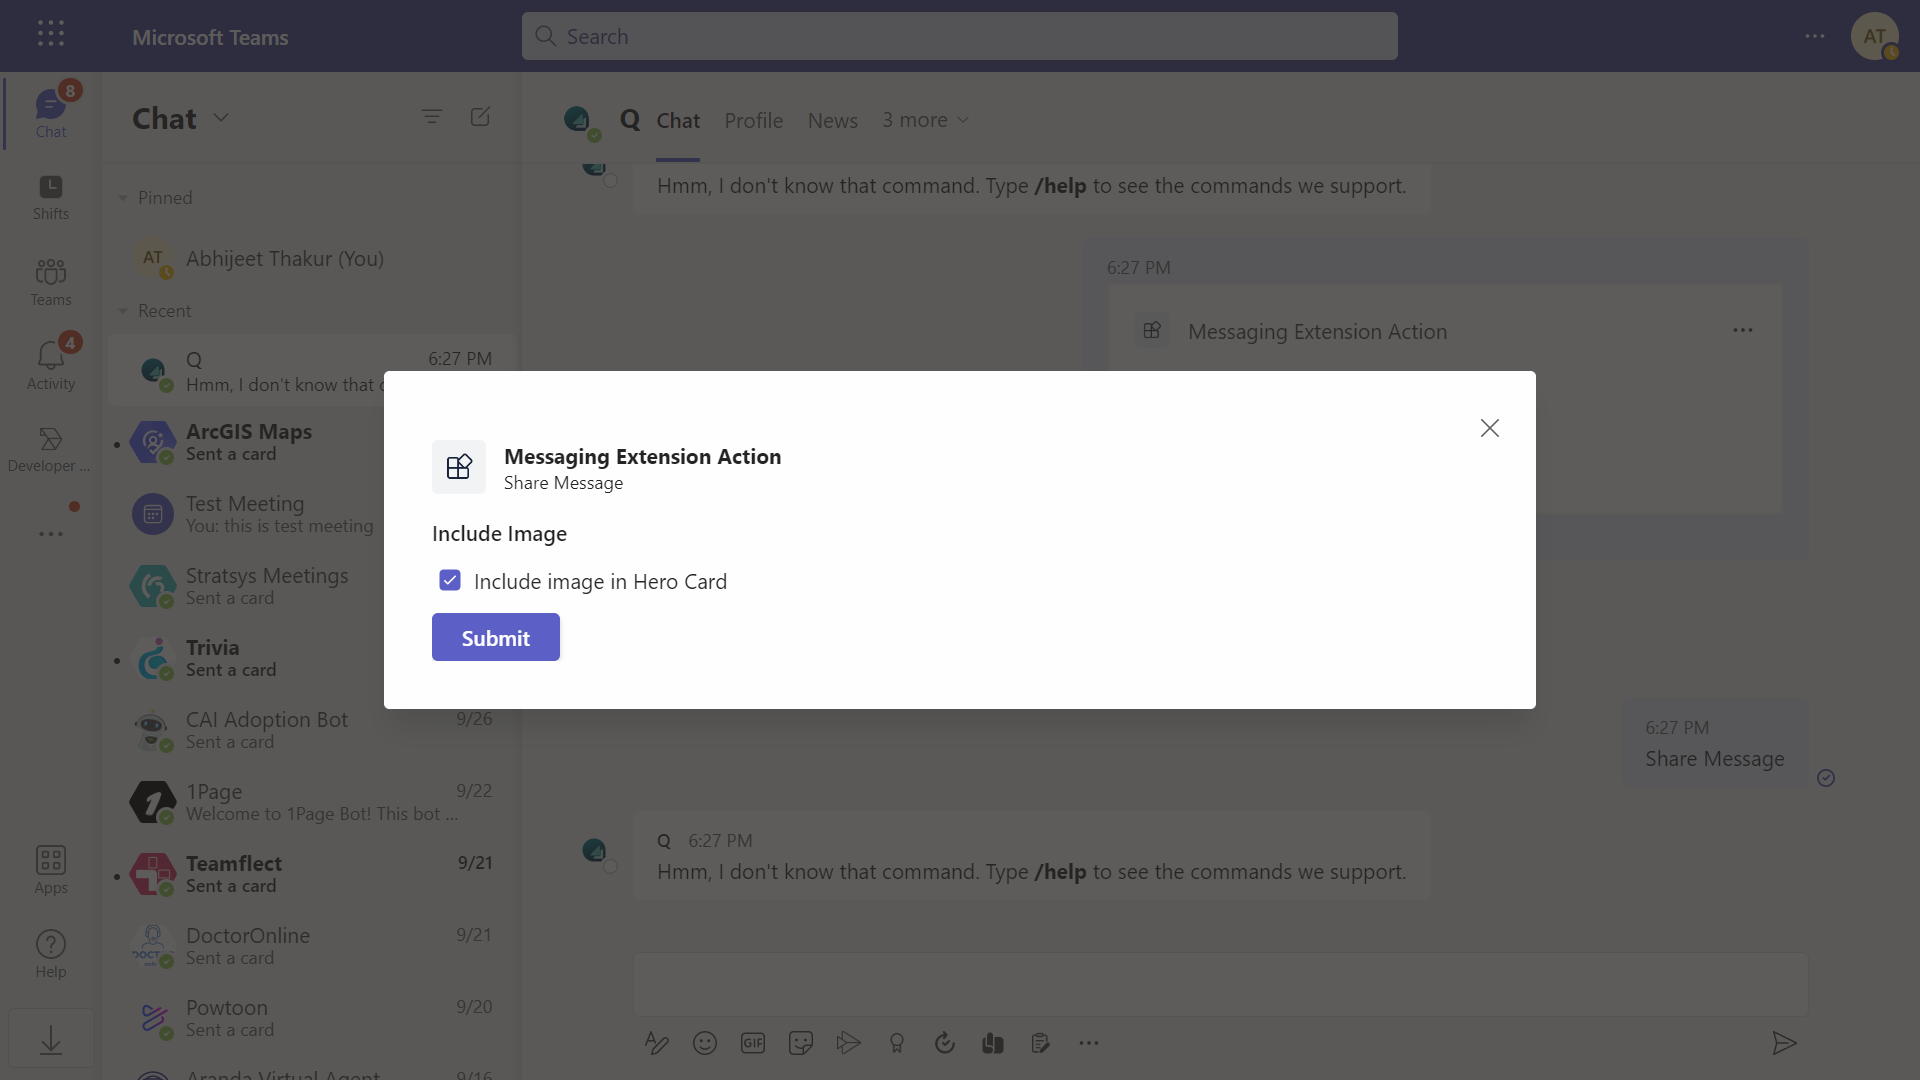 Microsoft Teams
Search
AT
8
Chat
Shifts
Teams
4
Activity
Developer ...
Apps
Help
Chat
Pinned
AT
Abhijeet Thakur (You)
Recent
Q
6:27 PM
Hmm, I don't know that
ArcGIS Maps
Sent a card
Test Meeting
You: this is test meeting
Stratsys Meetings
Sent a card
Trivia
Sent a card
CAI Adoption Bot
9/26
Sent a card
1Page
9/22
Welcome to 1Page Bot! This bot ...
Teamflect
9/21
Sent a card
DoctorOnline
9/21
Sent a card
Powtoon
9/20
Sent a card
Aranda Virtual Agent
9/16
Q
Chat
Profile
News
3 more
Hmm, I don't know that command. Type /help to see the commands we support.
6:27 PM
Messaging Extension Action
Messaging Extension Action
Share Message
Include Image
Include image in Hero Card
Submit
6:27 PM
Share Message
Q 6:27 PM
Hmm, I don't know that command. Type /help to see the commands we support.
GIF